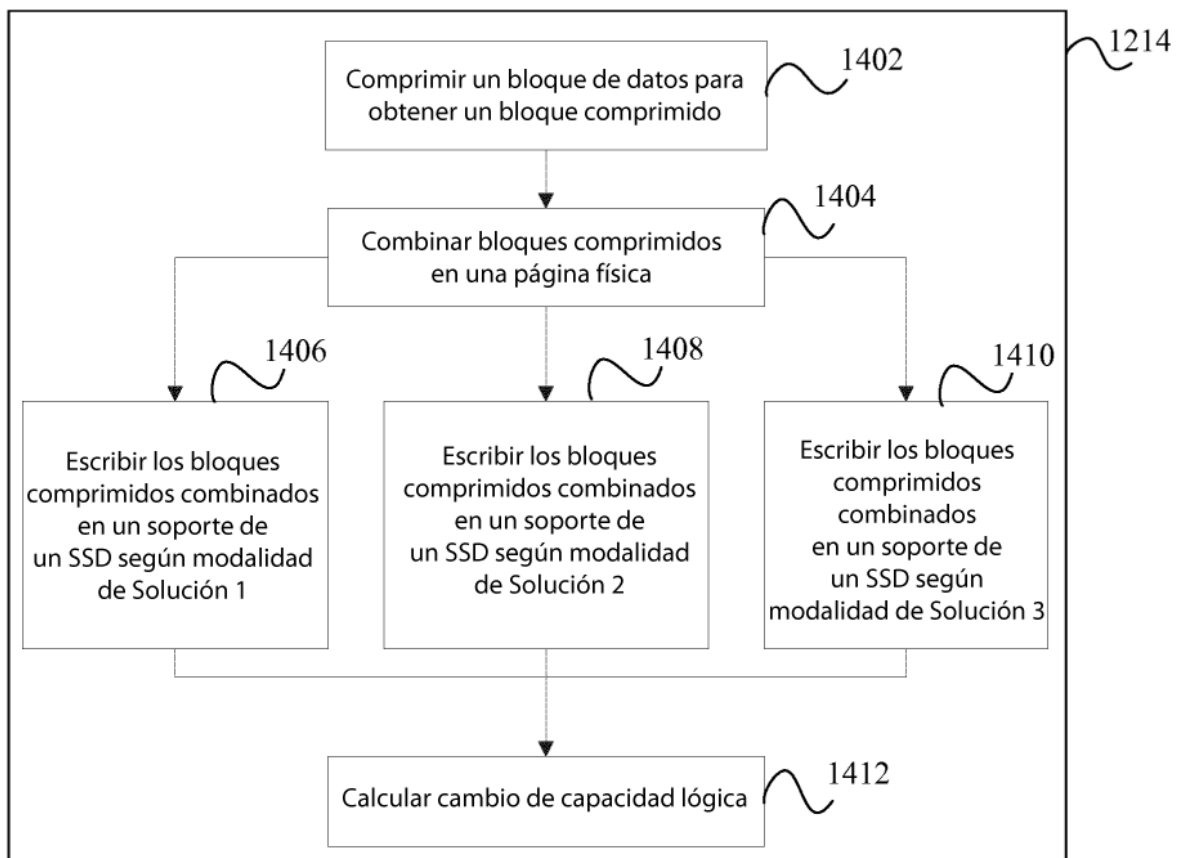 1214
1402
Comprimir un bloque de datos para
obtener un bloque comprimido
1404
Combinar bloques comprimidos
en una página física
1406
1408
1410
Escribir los bloques
comprimidos combinados
en un soporte de
un SSD según modalidad
de Solución 1
Escribir los bloques
comprimidos combinados
en un soporte de
un SSD según modalidad
de Solución 2
Escribir los bloques
comprimidos
combinados
en un soporte de
un SSD según
modalidad de Solución 3
1412
Calcular cambio de capacidad lógica